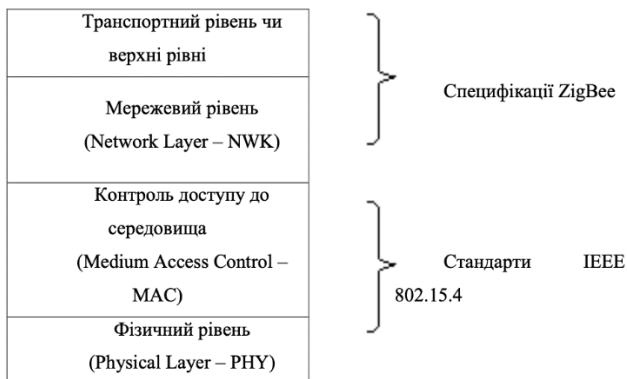 Транспортний рівень чи
верхні рівні
Мережевий рівень
(Network Layer – NWK)
Специфікації ZigBee
Контроль доступу до
середовища
(Medium Access Control –
MAC)
Стандарти IEEE
802.15.4
Фізичний рівень
(Physical Layer – PHY)